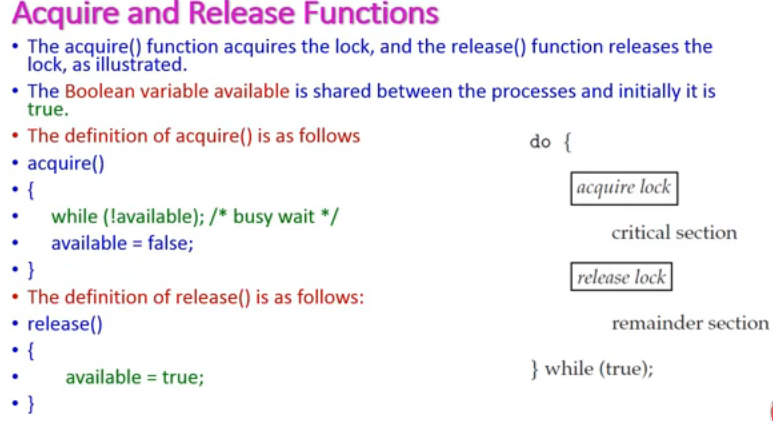 Acquire and Release Functions
• The acquire() function acquires the lock, and the release() function releases the
lock, as illustrated.
• The Boolean variable available is shared between the processes and initially it is
true.
• The definition of acquire() is as follows
• acquire()
• {
• while (!available); /* busy wait */
• available = false;
• }
• The definition of release() is as follows:
• release()
• {
• available = true;
• }
do {
acquire lock
critical section
release lock
remainder section
} while (true);